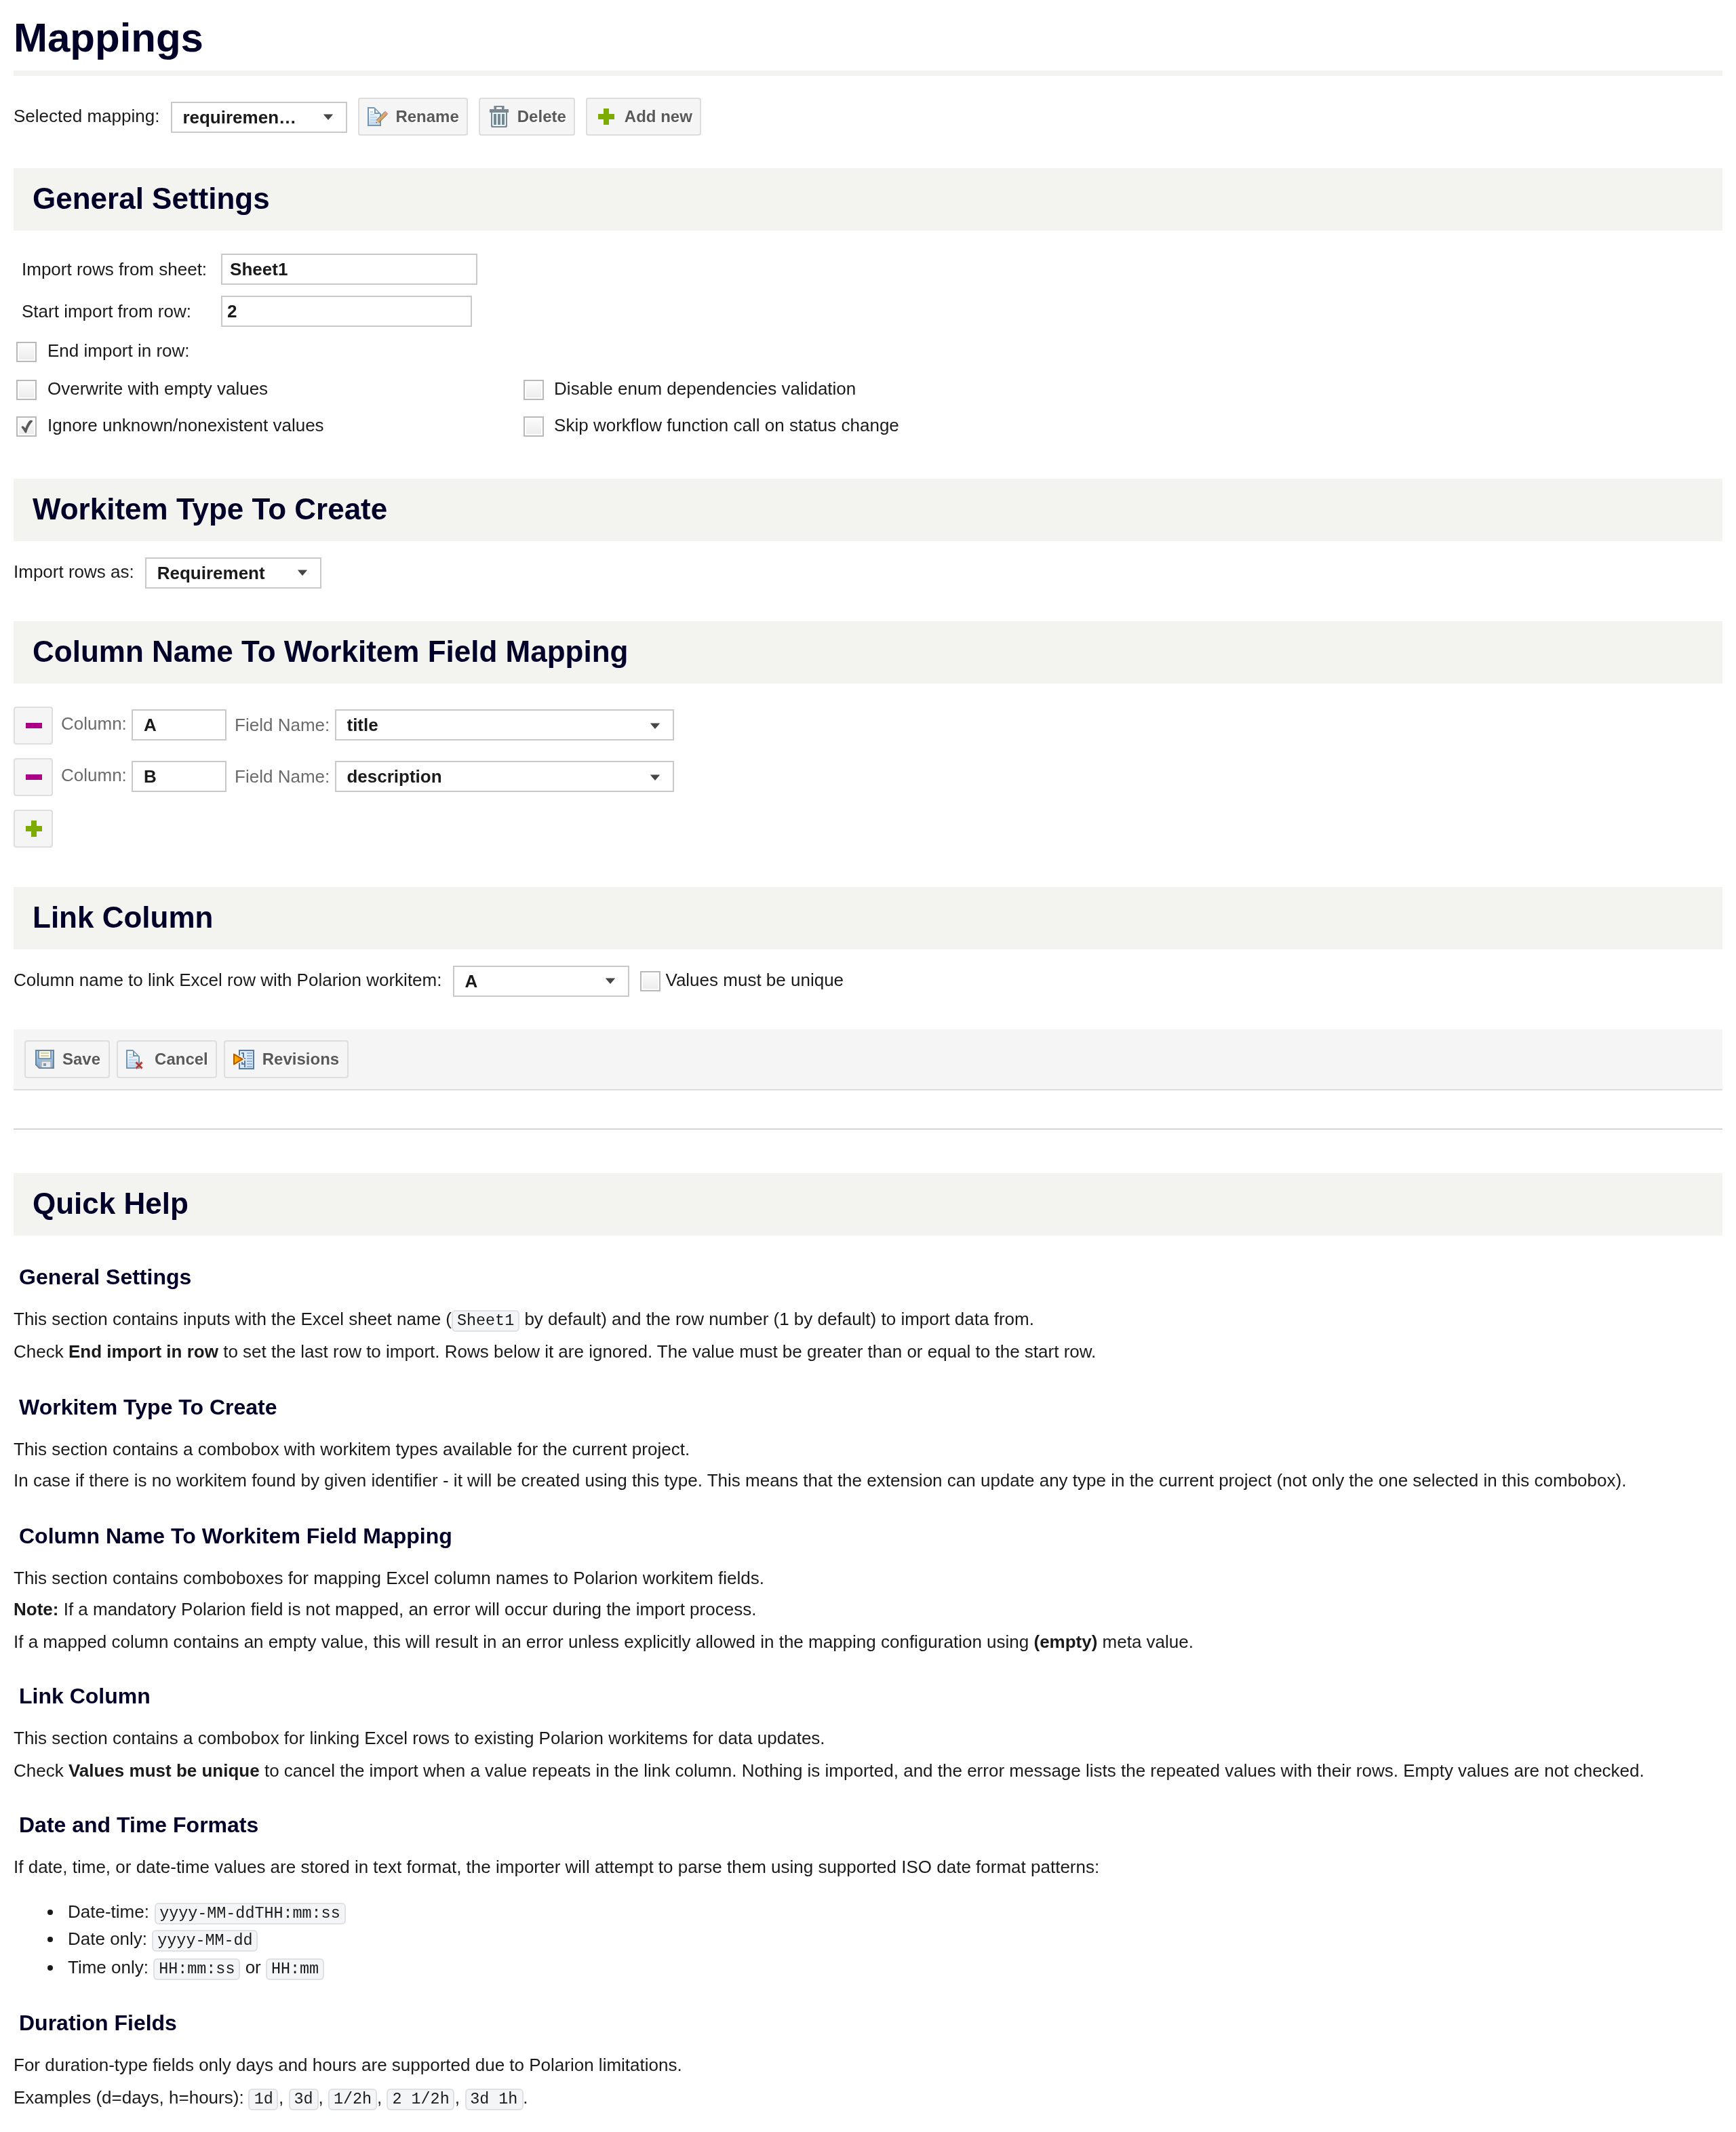 Mappings
Selected mapping: requiremen… Rename Delete Add new
General Settings
Import rows from sheet: Sheet1
Start import from row: 2
End import in row:
Overwrite with empty values Disable enum dependencies validation
Ignore unknown/nonexistent values Skip workflow function call on status change
Workitem Type To Create
Import rows as: Requirement
Column Name To Workitem Field Mapping
Column: A Field Name: title
Column: B Field Name: description
Link Column
Column name to link Excel row with Polarion workitem: A Values must be unique
Save Cancel Revisions
Quick Help
General Settings
This section contains inputs with the Excel sheet name (Sheet1 by default) and the row number (1 by default) to import data from.
Check End import in row to set the last row to import. Rows below it are ignored. The value must be greater than or equal to the start row.
Workitem Type To Create
This section contains a combobox with workitem types available for the current project.
In case if there is no workitem found by given identifier - it will be created using this type. This means that the extension can update any type in the current project (not only the one selected in this combobox).
Column Name To Workitem Field Mapping
This section contains comboboxes for mapping Excel column names to Polarion workitem fields.
Note: If a mandatory Polarion field is not mapped, an error will occur during the import process.
If a mapped column contains an empty value, this will result in an error unless explicitly allowed in the mapping configuration using (empty) meta value.
Link Column
This section contains a combobox for linking Excel rows to existing Polarion workitems for data updates.
Check Values must be unique to cancel the import when a value repeats in the link column. Nothing is imported, and the error message lists the repeated values with their rows. Empty values are not checked.
Date and Time Formats
If date, time, or date-time values are stored in text format, the importer will attempt to parse them using supported ISO date format patterns:
• Date-time: yyyy-MM-ddTHH:mm:ss
• Date only: yyyy-MM-dd
• Time only: HH:mm:ss or HH:mm
Duration Fields
For duration-type fields only days and hours are supported due to Polarion limitations.
Examples (d=days, h=hours): 1d, 3d, 1/2h, 2 1/2h, 3d 1h.